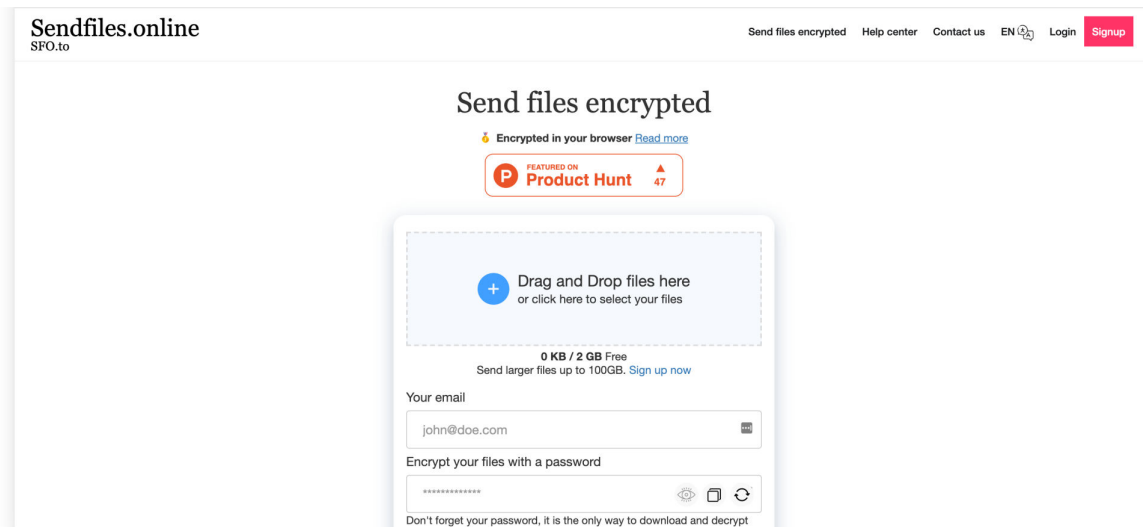 Sendfiles.online
SFO.to
Send files encrypted Help center Contact us EN Login Signup
Send files encrypted
Encrypted in your browser Read more
P FEATURED ON
Product Hunt 47
Drag and Drop files here
or click here to select your files
0 KB / 2 GB Free
Send larger files up to 100GB. Sign up now
Your email
john@doe.com
Encrypt your files with a password
*************
Don't forget your password, it is the only way to download and decrypt